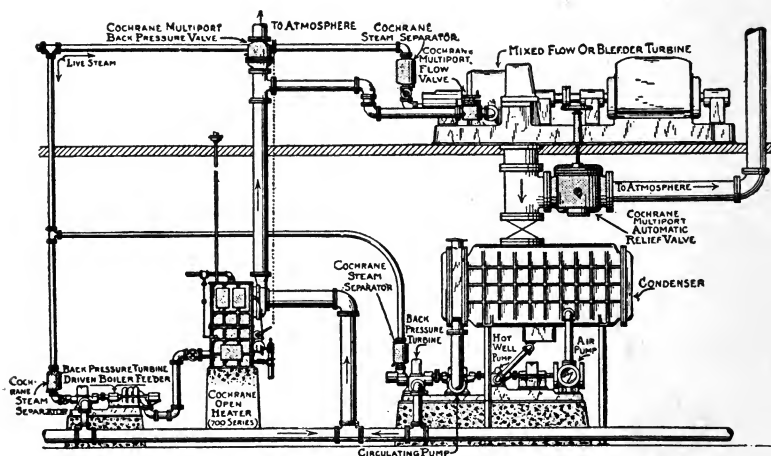 COCHRANE MULTIPORT
BACK PRESSURE VALVE
A
TO ATMOSPHERE
COCHRANE
STEAM SEPARATOR
COCHRANE
MULTIPORT
FLOW
VALVE
MIXED FLOW OR BLEEDER TURBINE
LIVE STEAM
TO ATMOSPHERE
COCHRANE
MULTIPORT
AUTOMATIC
RELIEF VALVE
COCHRANE
STEAM
SEPARATOR
CONDENSER
BACK
PRESSURE
TURBINE
HOT
WELL
PUMP
AIR
PUMP
BACK PRESSURE TURBINE
DRIVEN BOILER FEEDER
COCH-
RANE
STEAM
SEPARATOR
COCHRANE
OPEN
HEATER
(700 SERIES)
CIRCULATING PUMP